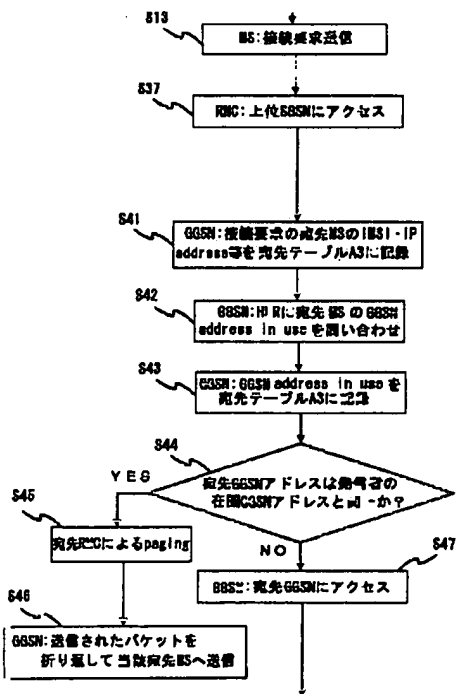 S13
MS:接続要求送信
S37
RNC:上位GGSNにアクセス
S41
GGSN:接続要求の宛先MSのIMSI・IP
address等を宛先テーブルA3に記録
S42
GGSN:HLRに宛先MSのGGSN
address in useを問い合わせ
S43
GGSN:GGSN address in useを
宛先テーブルA3に記録
S44
宛先GGSNアドレスは発信者の
在圏GGSNアドレスと同一か?
YES
NO
S45
宛先RNCによるpaging
S47
GGSN:宛先GGSNにアクセス
S46
GGSN:送信されたパケットを
折り返して当該宛先MSへ送信